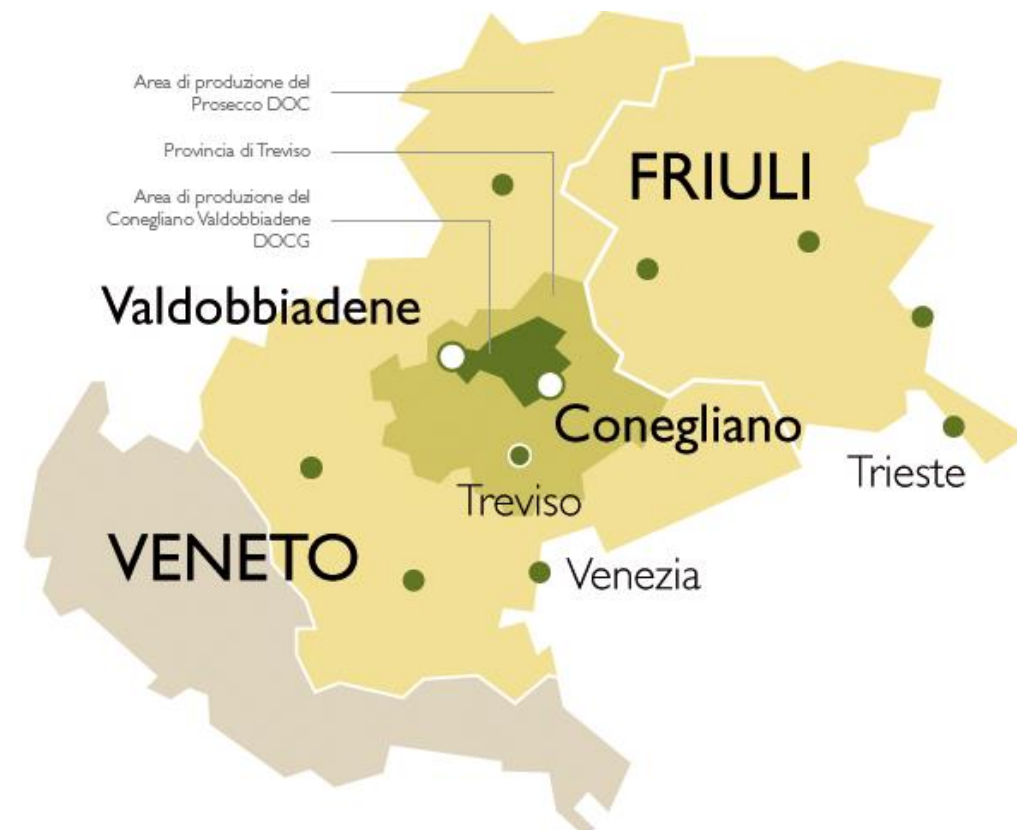 Area di produzione del
Prosecco DOC
Provincia di Treviso
Area di produzione del
Conegliano Valdobbiadene
DOCG
FRIULI
Valdobbiadene
Conegliano
Trieste
Treviso
VENETO
Venezia